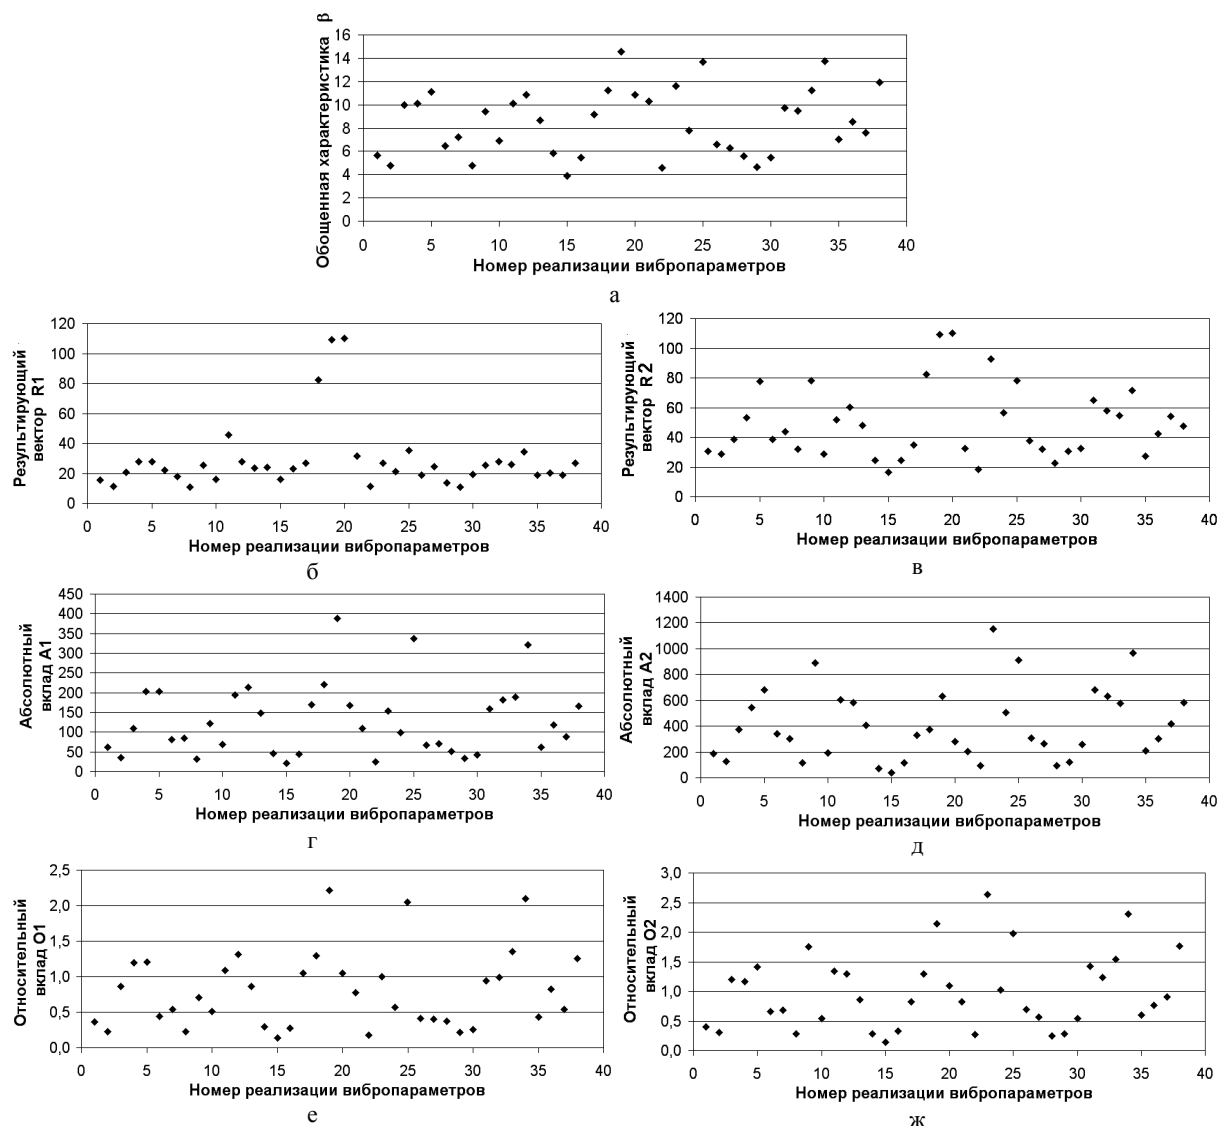 Обощенная характеристика β
16
14
12
10
8
6
4
2
0
0 5 10 15 20 25 30 35 40
Номер реализации вибропараметров
а
Результирующий
вектор R1
120
100
80
60
40
20
0
0 5 10 15 20 25 30 35 40
Номер реализации вибропараметров
б
Результирующий
вектор R2
120
100
80
60
40
20
0
0 5 10 15 20 25 30 35 40
Номер реализации вибропараметров
в
Абсолютный
вклад А1
450
400
350
300
250
200
150
100
50
0
0 5 10 15 20 25 30 35 40
Номер реализации вибропараметров
г
Абсолютный
вклад А2
1400
1200
1000
800
600
400
200
0
0 5 10 15 20 25 30 35 40
Номер реализации вибропараметров
д
Относительный
вклад О1
2,5
2,0
1,5
1,0
0,5
0,0
0 5 10 15 20 25 30 35 40
Номер реализации вибропараметров
е
Относительный
вклад О2
3,0
2,5
2,0
1,5
1,0
0,5
0,0
0 5 10 15 20 25 30 35 40
Номер реализации вибропараметров
ж